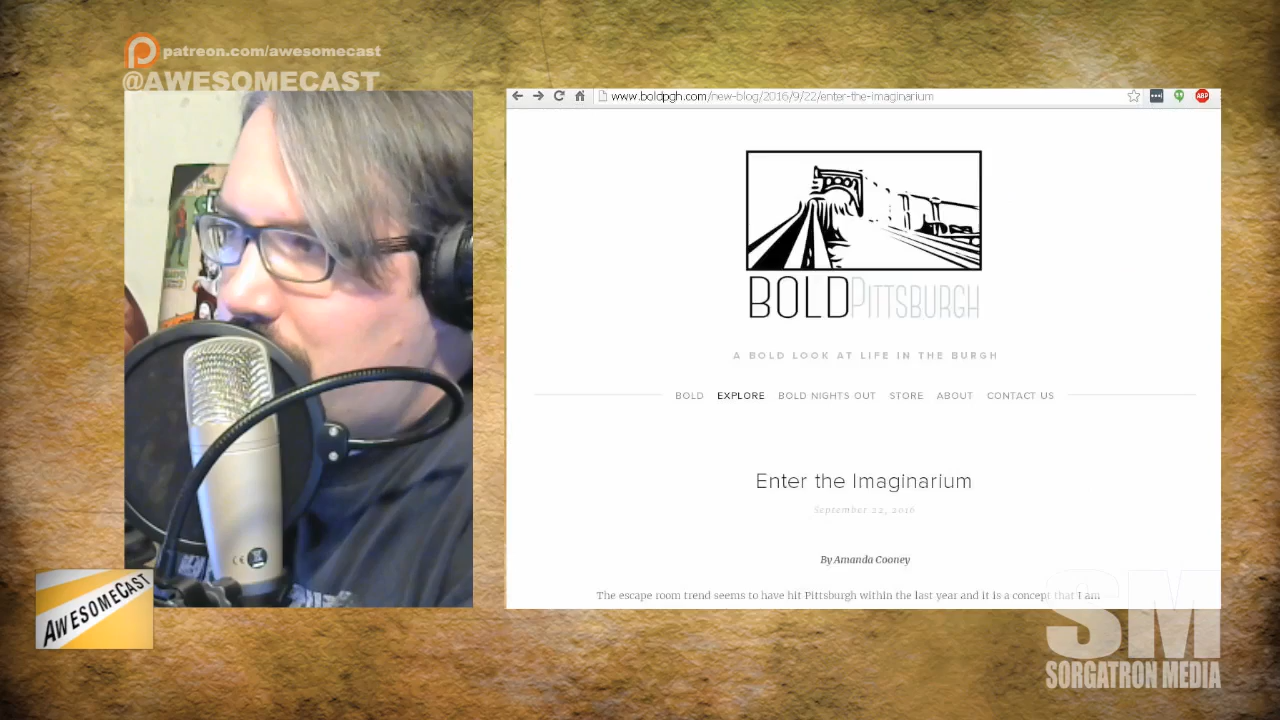 patreon.com/awesomecast
@AWESOMECAST
www.boldpgh.com/new-blog/2016/9/22/enter-the-imaginarium
ABP
BOLDPITTSBURGH
A BOLD LOOK AT LIFE IN THE BURGH
BOLD EXPLORE BOLD NIGHTS OUT STORE ABOUT CONTACT US
Enter the Imaginarium
September 22, 2016
By Amanda Cooney
The escape room trend seems to have hit Pittsburgh within the last year and it is a concept that I am
AWESOMECAST
SM
SORGATRON MEDIA